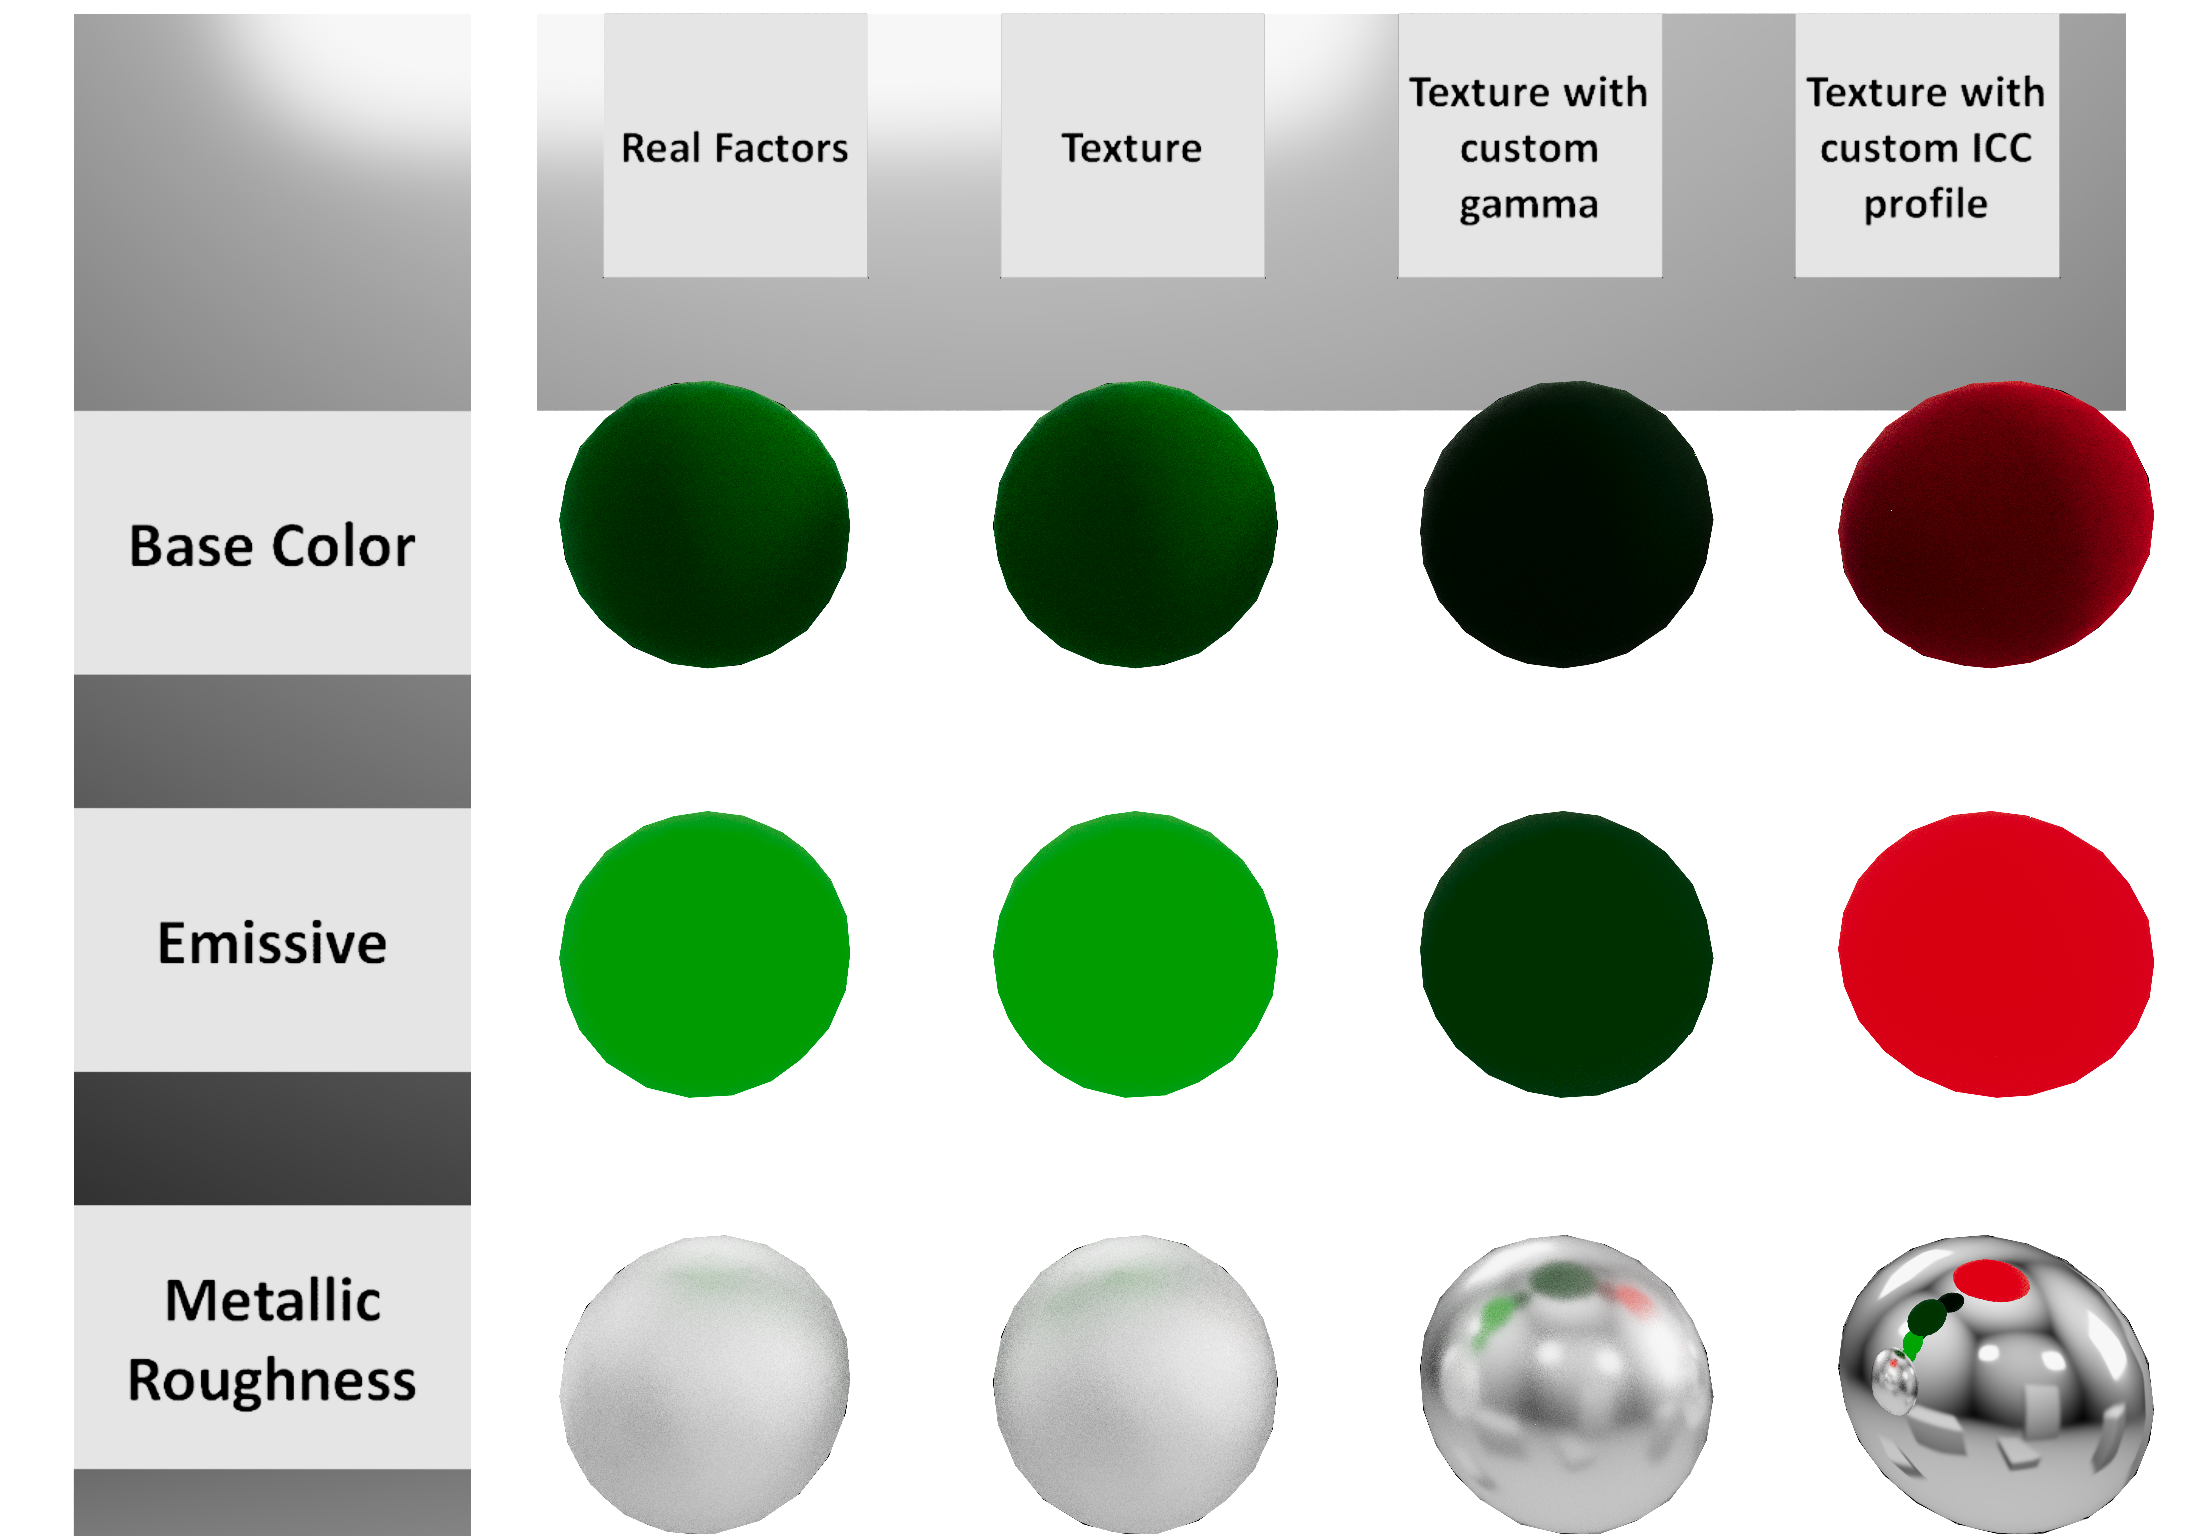 Real Factors
Texture
Texture with
custom
gamma
Texture with
custom ICC
profile
Base Color
Emissive
Metallic
Roughness